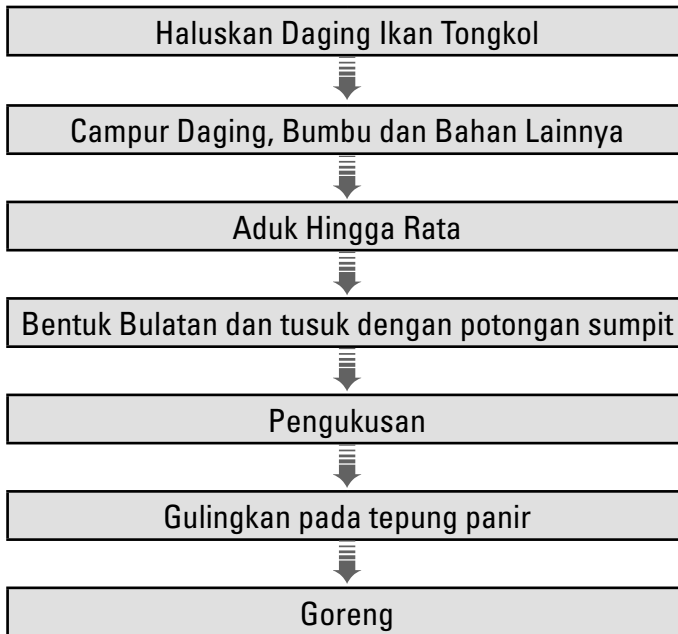 Haluskan Daging Ikan Tongkol
Campur Daging, Bumbu dan Bahan Lainnya
Aduk Hingga Rata
Bentuk Bulatan dan tusuk dengan potongan sumpit
Pengukusan
Gulingkan pada tepung panir
Goreng